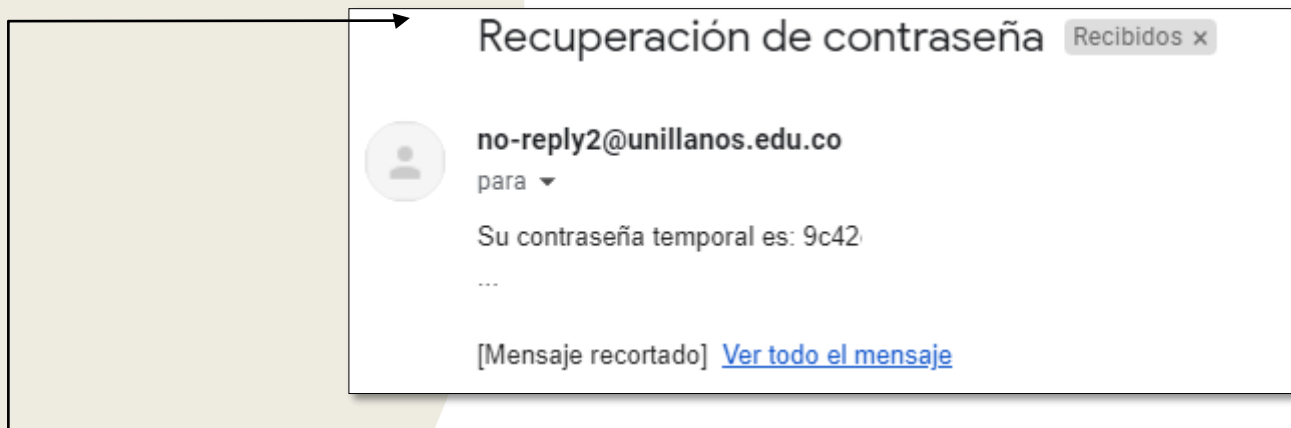 Recuperación de contraseña Recibidos ×
no-reply2@unillanos.edu.co
para
Su contraseña temporal es: 9c42
...
[Mensaje recortado] Ver todo el mensaje